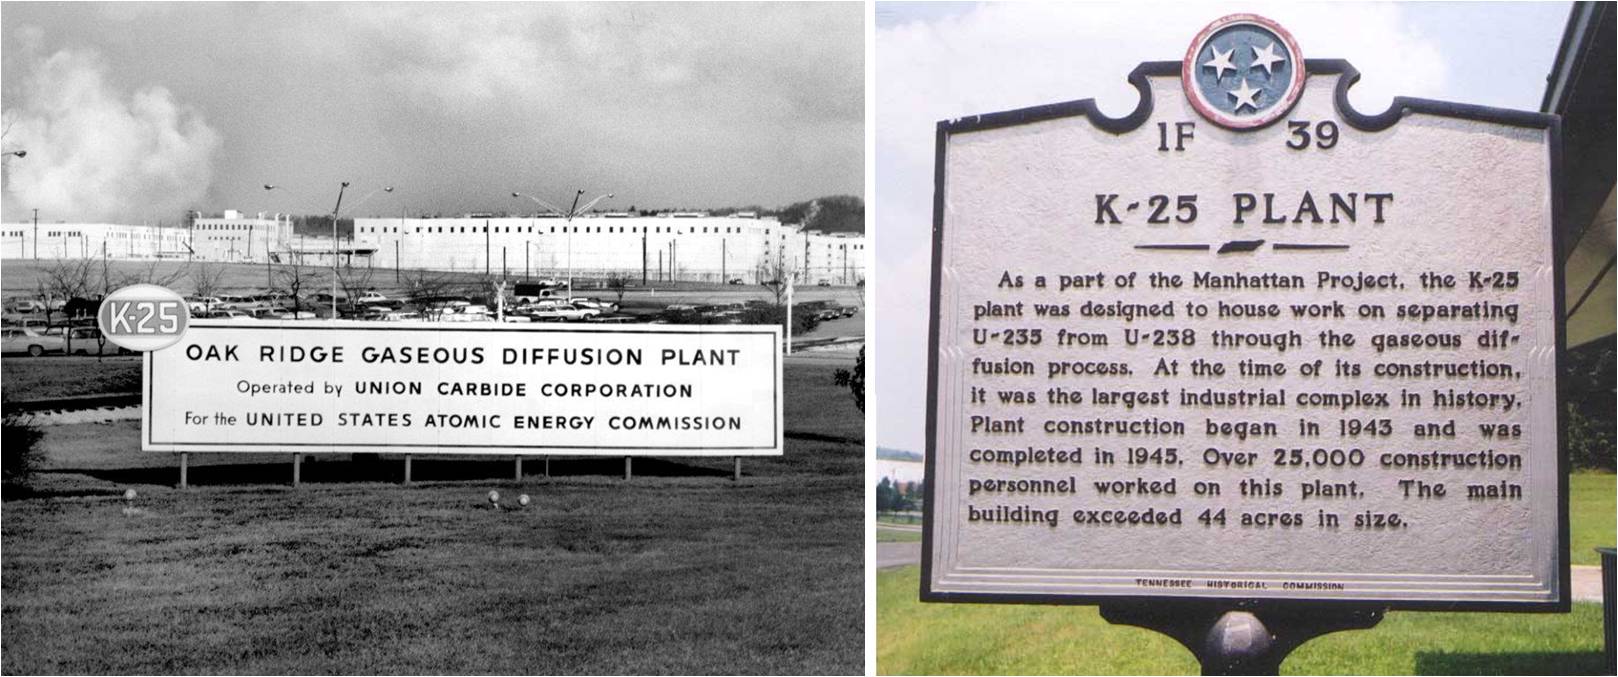 K-25
OAK RIDGE GASEOUS DIFFUSION PLANT
Operated by UNION CARBIDE CORPORATION
For the UNITED STATES ATOMIC ENERGY COMMISSION
1F 39
K-25 PLANT
As a part of the Manhattan Project, the K-25
plant was designed to house work on separating
U-235 from U-238 through the gaseous dif-
fusion process. At the time of its construction,
it was the largest industrial complex in history.
Plant construction began in 1943 and was
completed in 1945. Over 25,000 construction
personnel worked on this plant. The main
building exceeded 44 acres in size.
TENNESSEE HISTORICAL COMMISSION